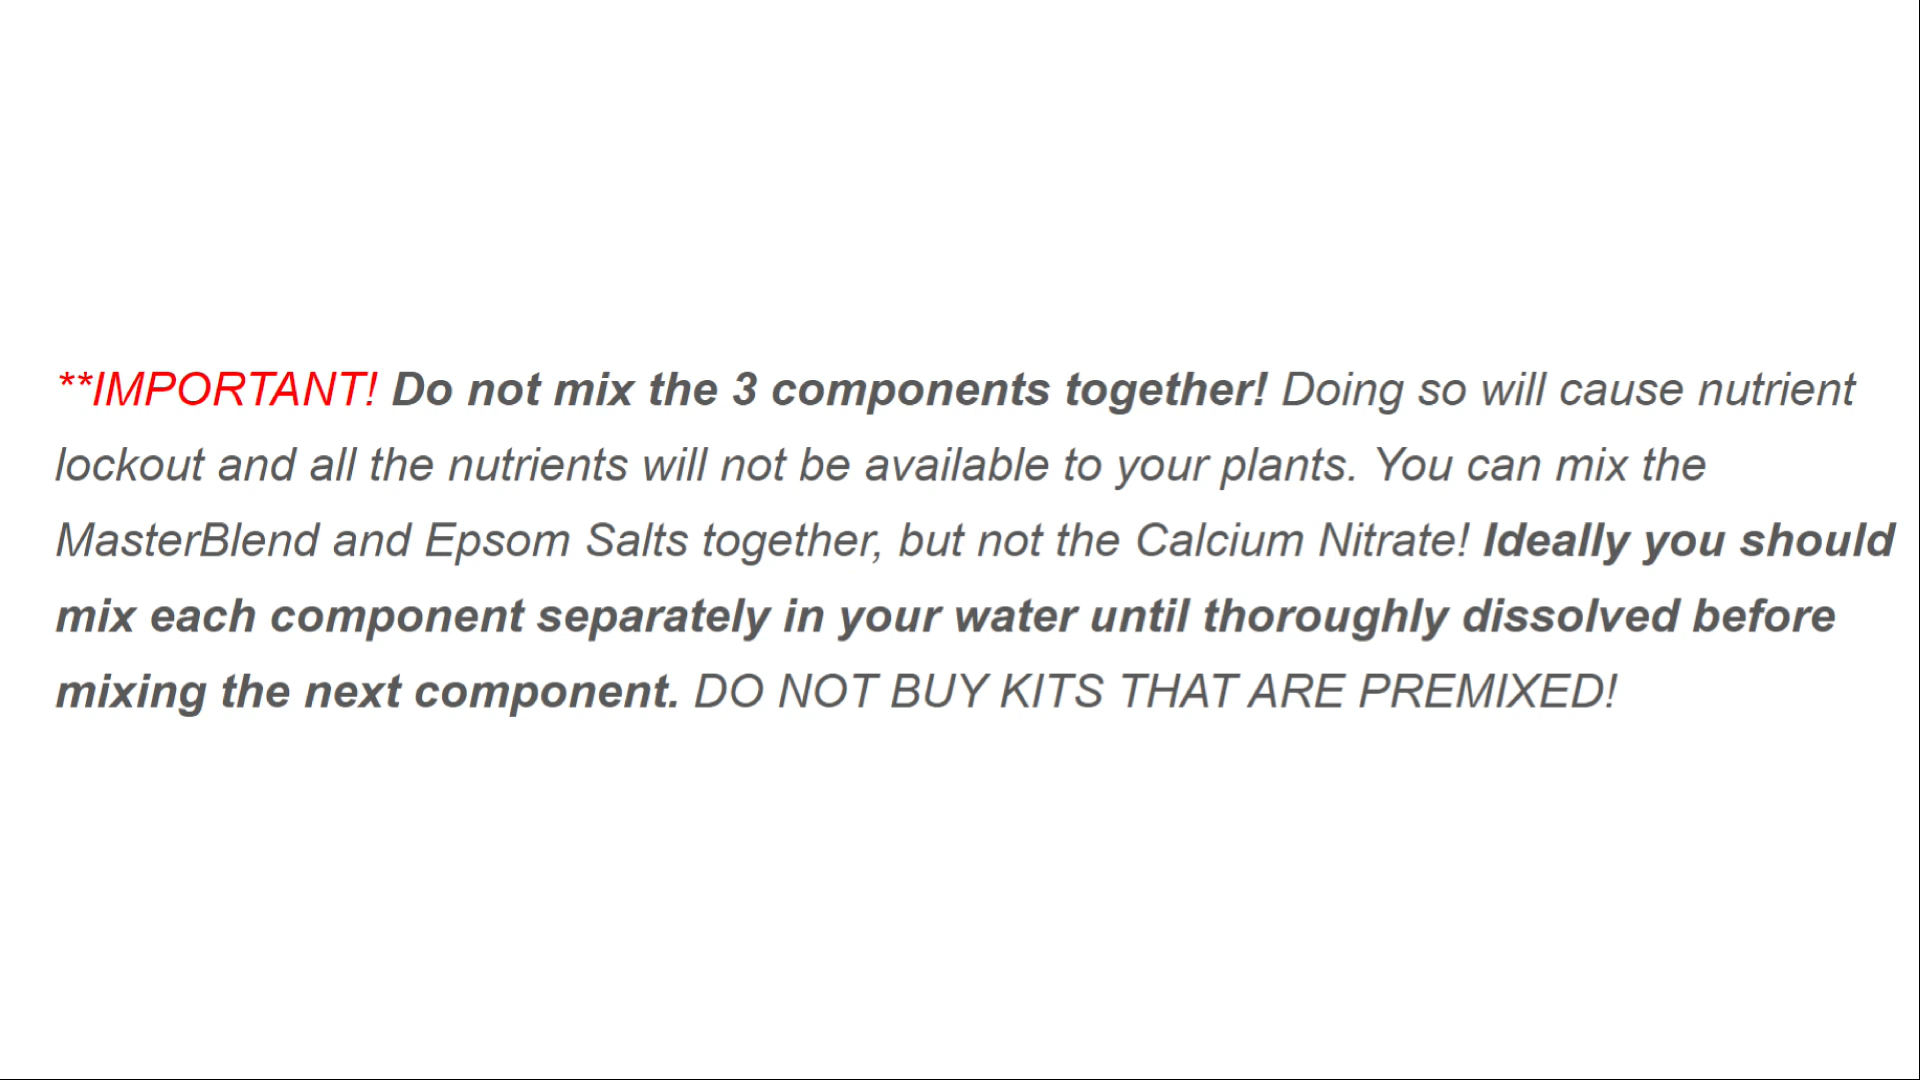 **IMPORTANT! Do not mix the 3 components together! Doing so will cause nutrient
lockout and all the nutrients will not be available to your plants. You can mix the
MasterBlend and Epsom Salts together, but not the Calcium Nitrate! Ideally you should
mix each component separately in your water until thoroughly dissolved before
mixing the next component. DO NOT BUY KITS THAT ARE PREMIXED!